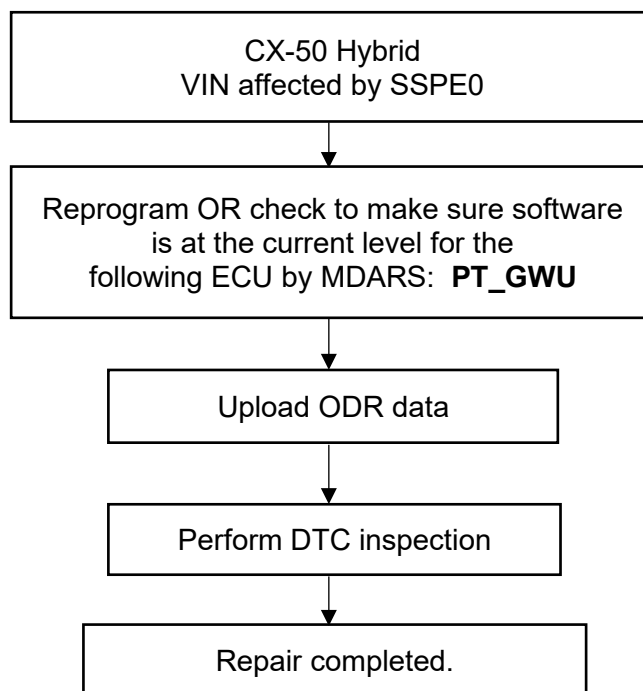 CX-50 Hybrid
VIN affected by SSPE0
Reprogram OR check to make sure software
is at the current level for the
following ECU by MDARS: PT_GWU
Upload ODR data
Perform DTC inspection
Repair completed.